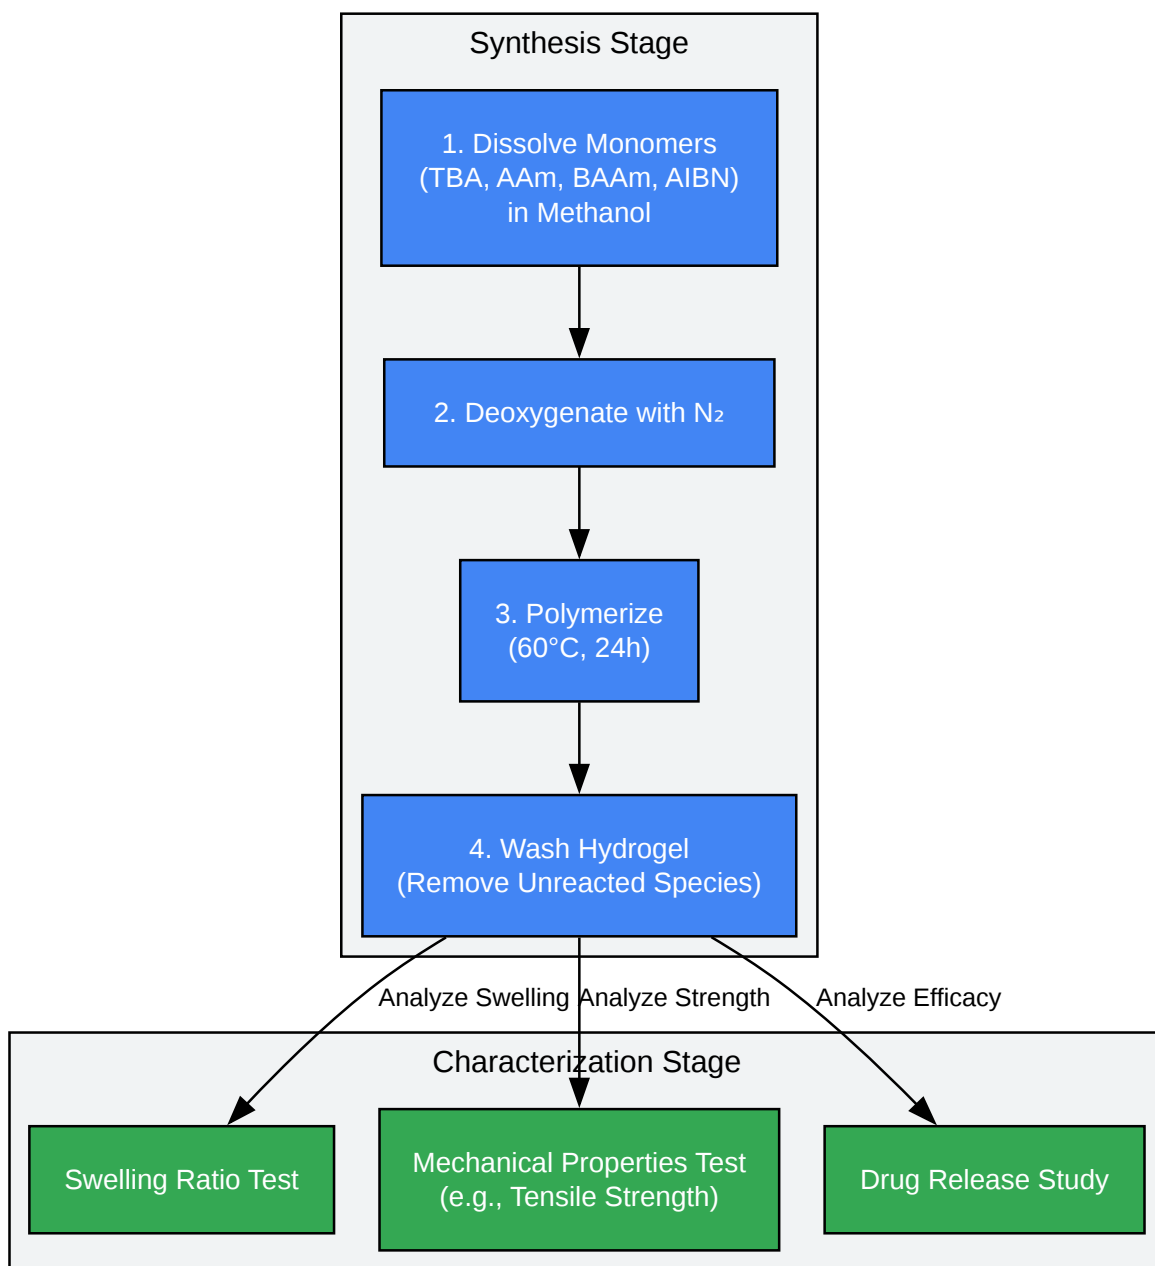 Synthesis Stage
1. Dissolve Monomers
(TBA, AAm, BAAm, AIBN)
in Methanol
2. Deoxygenate with N₂
3. Polymerize
(60°C, 24h)
4. Wash Hydrogel
(Remove Unreacted Species)
Analyze Swelling
Analyze Strength
Analyze Efficacy
Characterization Stage
Swelling Ratio Test
Mechanical Properties Test
(e.g., Tensile Strength)
Drug Release Study